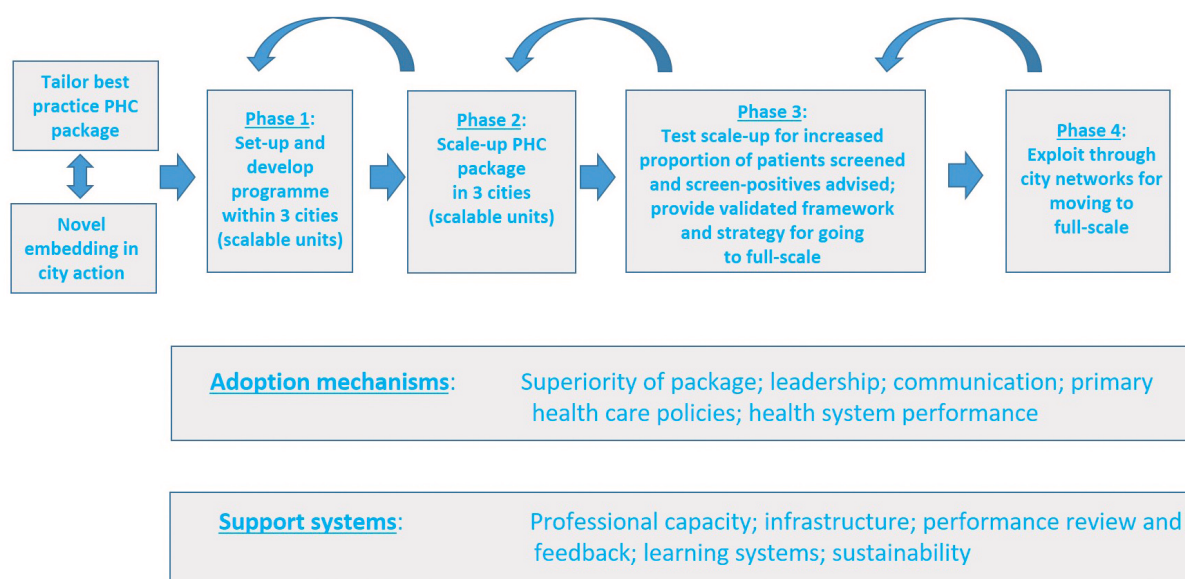 Tailor best
practice PHC
package
Novel
embedding in
city action
Phase 1:
Set-up and
develop
programme
within 3 cities
(scalable units)
Phase 2:
Scale-up PHC
package
in 3 cities
(scalable units)
Phase 3:
Test scale-up for increased
proportion of patients screened
and screen-positives advised;
provide validated framework
and strategy for going
to full-scale
Phase 4:
Exploit through
city networks for
moving to
full-scale
Adoption mechanisms: Superiority of package; leadership; communication; primary
health care policies; health system performance
Support systems: Professional capacity; infrastructure; performance review and
feedback; learning systems; sustainability